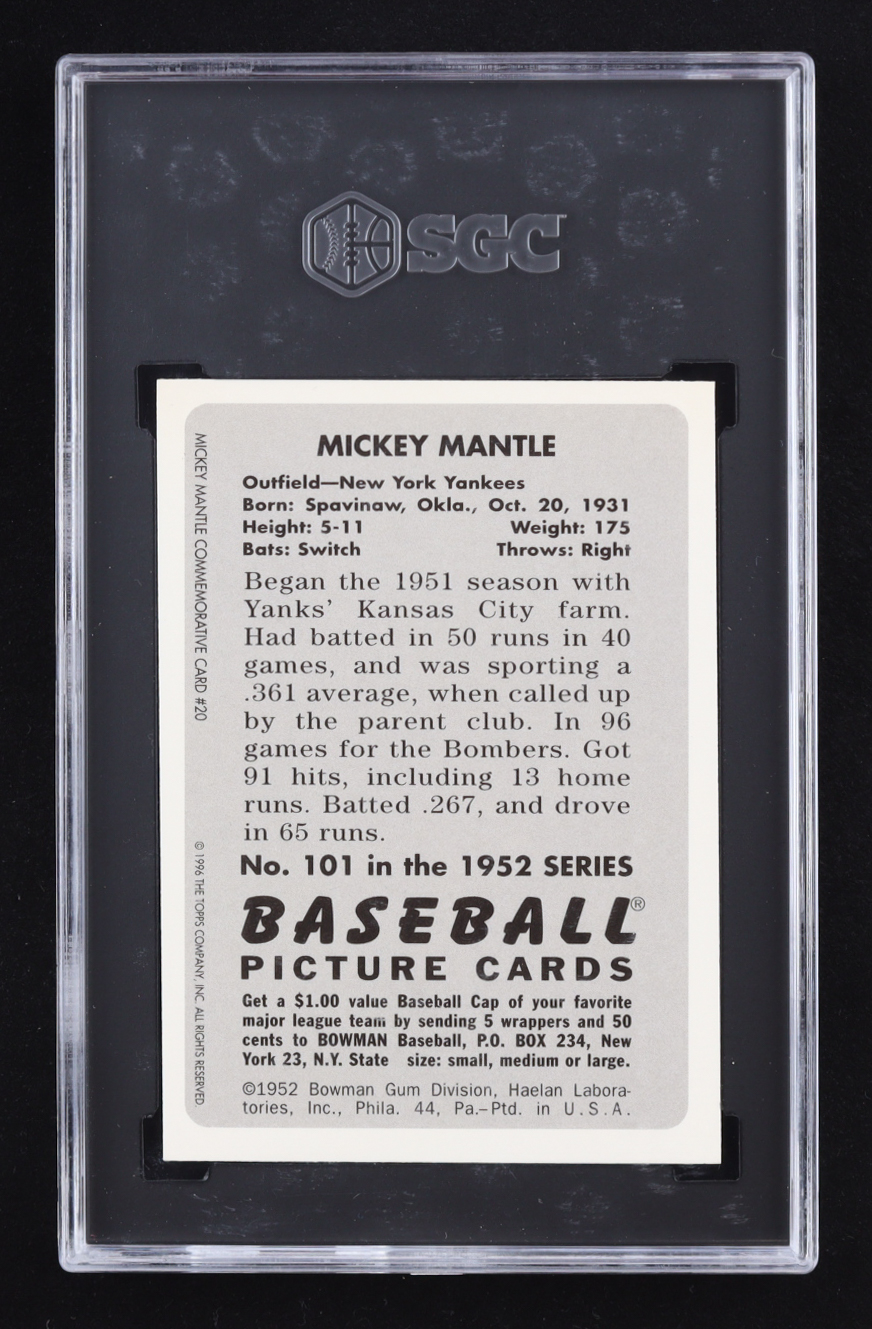 SGC
MICKEY MANTLE
Outfield—New York Yankees
Born: Spavinaw, Okla., Oct. 20, 1931
Height: 5-11 Weight: 175
Bats: Switch Throws: Right
Began the 1951 season with
Yanks' Kansas City farm.
Had batted in 50 runs in 40
games, and was sporting a
.361 average, when called up
by the parent club. In 96
games for the Bombers. Got
91 hits, including 13 home
runs. Batted .267, and drove
in 65 runs.
No. 101 in the 1952 SERIES
BASEBALL®
PICTURE CARDS
Get a $1.00 value Baseball Cap of your favorite
major league team by sending 5 wrappers and 50
cents to BOWMAN Baseball, P.O. BOX 234, New
York 23, N.Y. State size: small, medium or large.
©1952 Bowman Gum Division, Haelan Labora-
tories, Inc., Phila. 44, Pa.–Ptd. in U.S.A.
MICKEY MANTLE COMMEMORATIVE CARD #20
© 1996 THE TOPPS COMPANY, INC. ALL RIGHTS RESERVED.